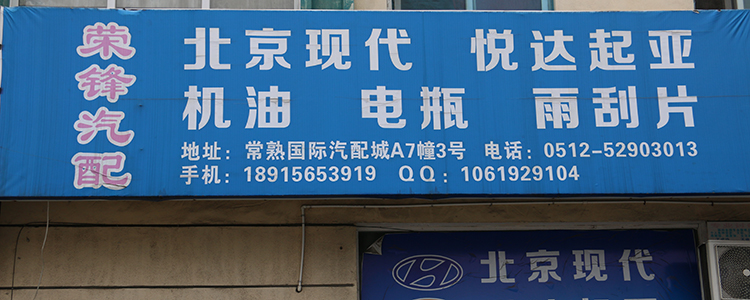 荣锋汽配
北京现代 悦达起亚
机油 电瓶 雨刮片
地址：常熟国际汽配城A7幢3号 电话：0512-52903013
手机：18915653919 QQ：1061929104
北京现代